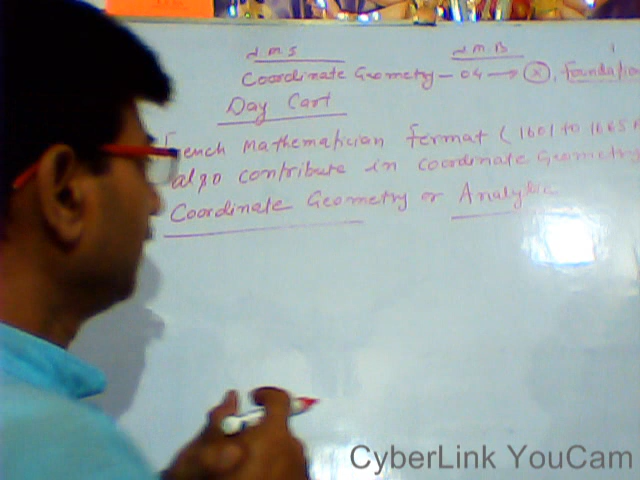 L.M.S L.M.B
Coordinate Geometry - 04 → (X), Foundation
Day Cart
French Mathematician Fermat (1601 to 1665 A
also contribute in coordinate Geometry
Coordinate Geometry or Analytic
CyberLink YouCam